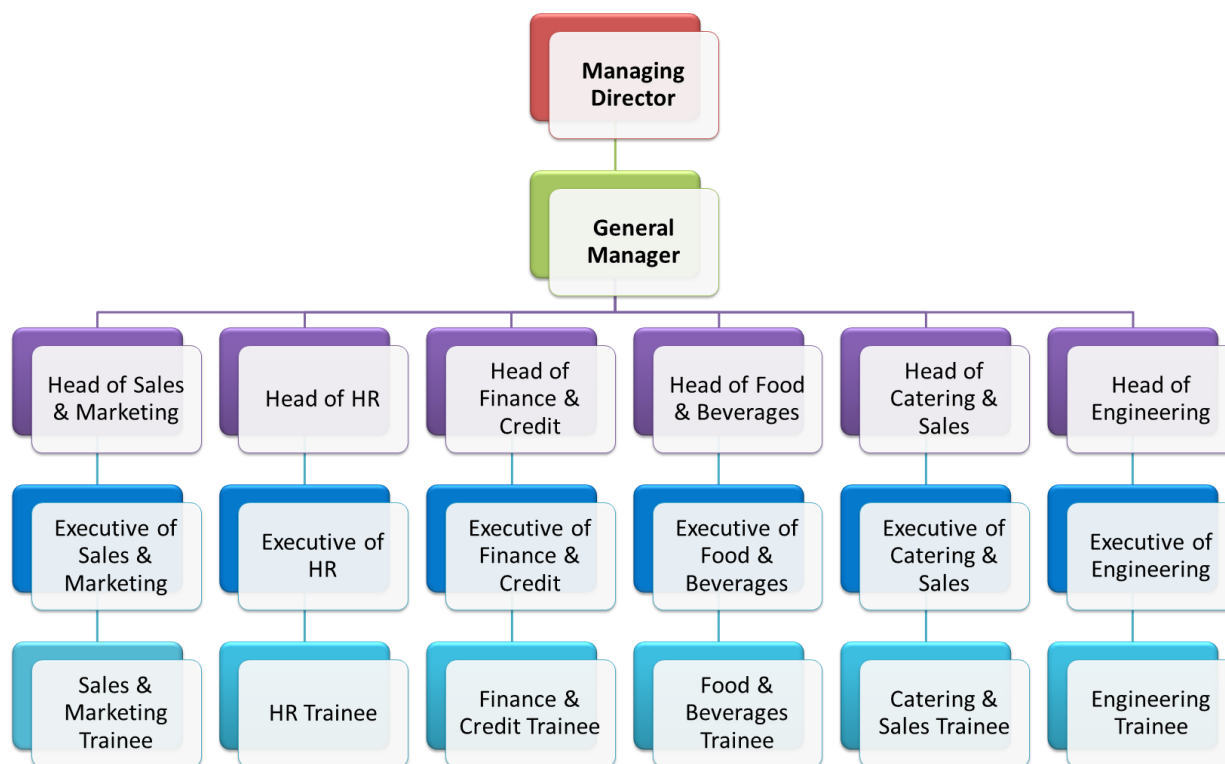 Managing
Director
General
Manager
Head of Sales
& Marketing
Head of HR
Head of
Finance &
Credit
Head of Food
& Beverages
Head of
Catering &
Sales
Head of
Engineering
Executive of
Sales &
Marketing
Executive of
HR
Executive of
Finance &
Credit
Executive of
Food &
Beverages
Executive of
Catering &
Sales
Executive of
Engineering
Sales &
Marketing
Trainee
HR Trainee
Finance &
Credit Trainee
Food &
Beverages
Trainee
Catering &
Sales Trainee
Engineering
Trainee